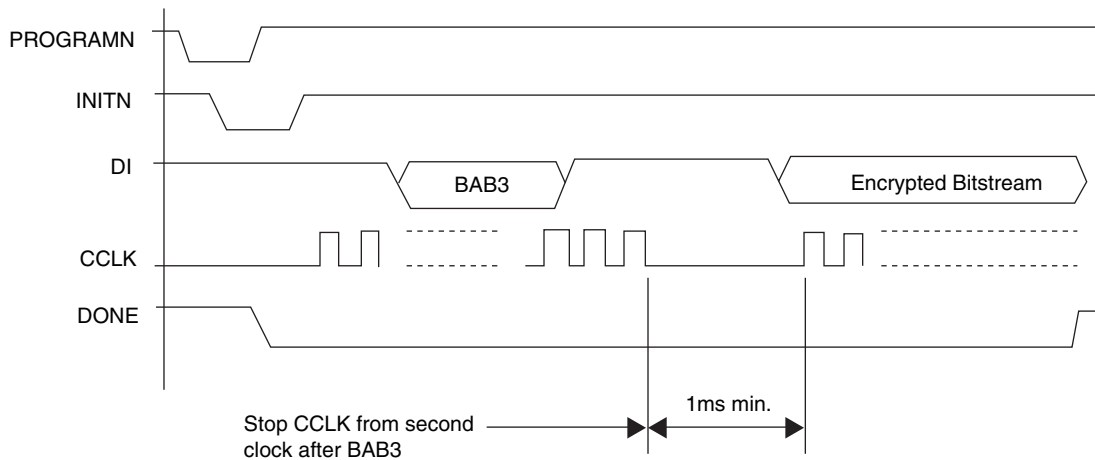 PROGRAMN
INITN
DI
BAB3
Encrypted Bitstream
CCLK
DONE
1ms min.
Stop CCLK from second
clock after BAB3